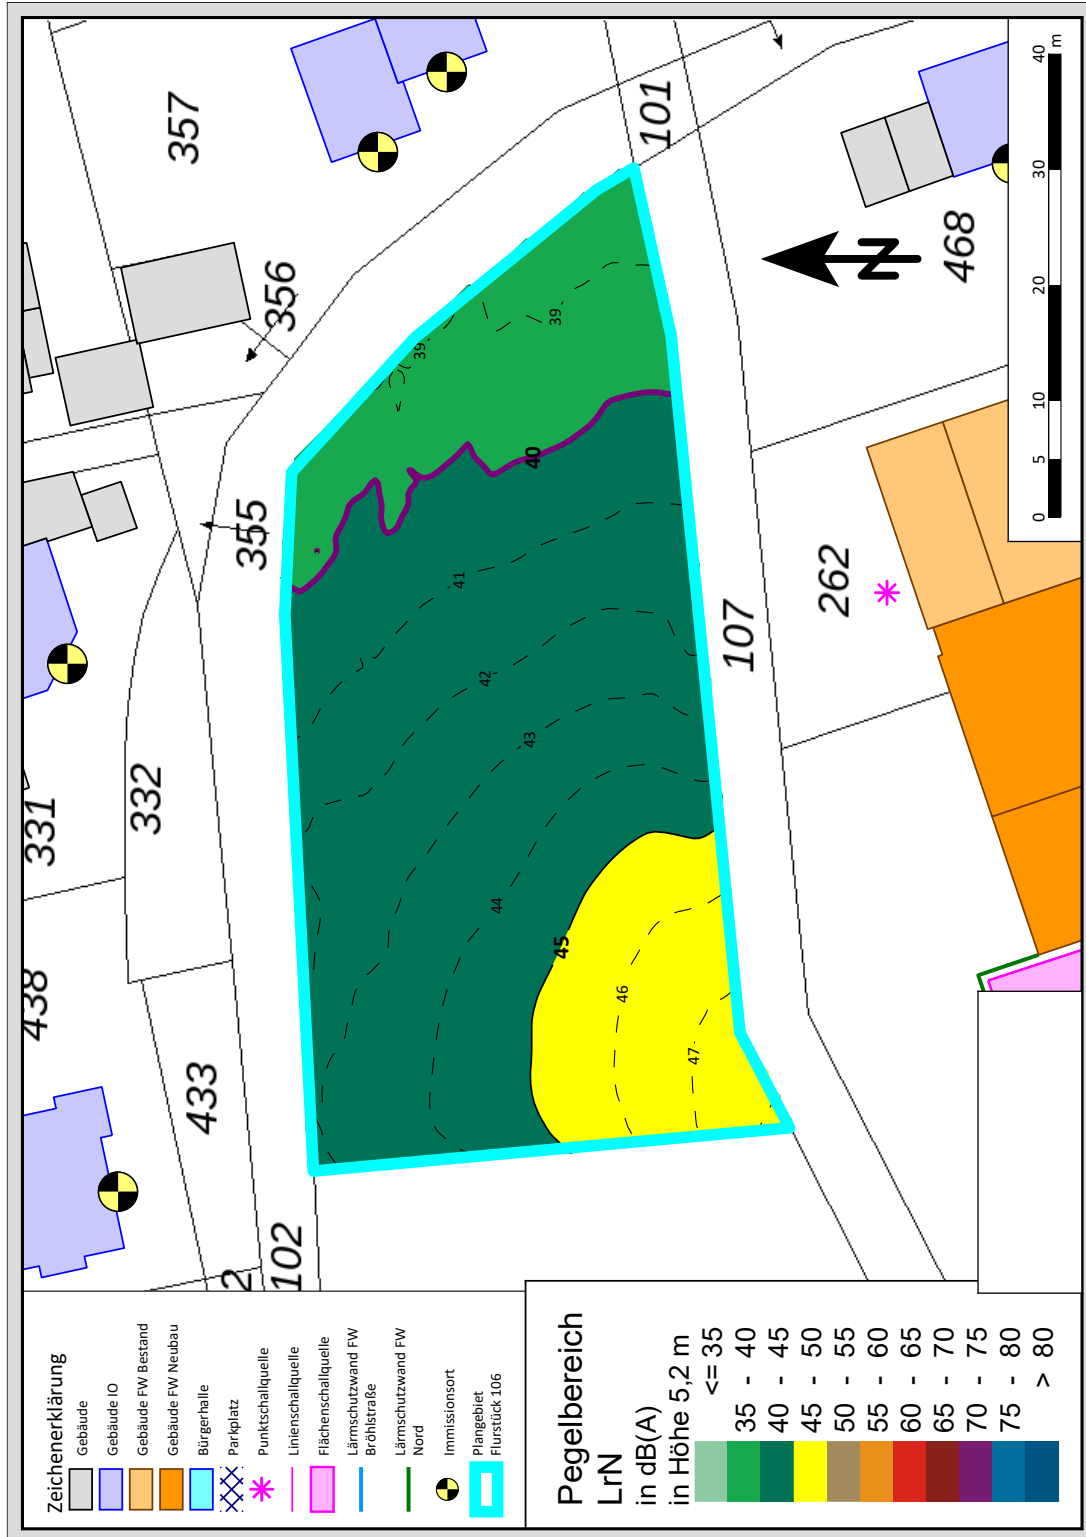 Zeichenerklärung
Gebäude
Gebäude IO
Gebäude FW Bestand
Gebäude FW Neubau
Bürgerhalle
Parkplatz
Punktschallquelle
Linienschallquelle
Flächenschallquelle
Lärmschutzwand FW
Bröhlstraße
Lärmschutzwand FW
Nord
Immissionsort
Plangebiet
Flurstück 106
Pegelbereich
LrN
in dB(A)
in Höhe 5,2 m
<= 35
35 - 40
40 - 45
45 - 50
50 - 55
55 - 60
60 - 65
65 - 70
70 - 75
75 - 80
> 80
438
331
332
433
2
102
355
356
357
101
107
262
468
N
39
39
40
41
42
43
44
45
46
47
0 5 10 20 30 40
m